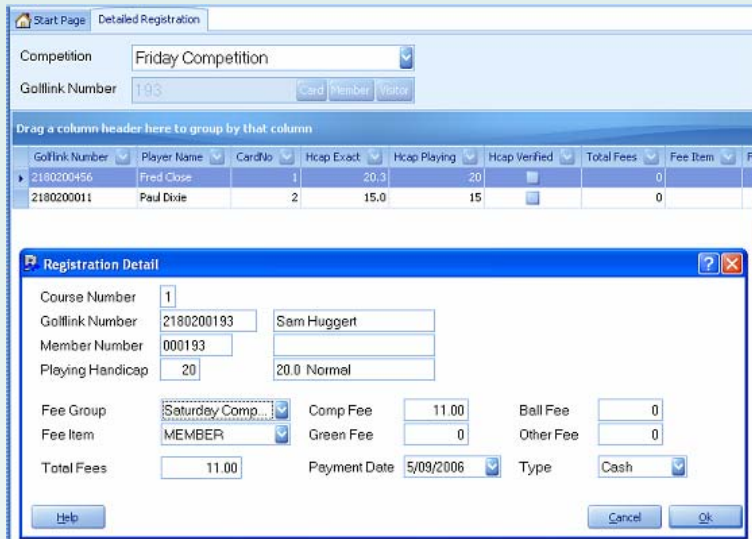 Start Page Detailed Registration
Competition Friday Competition
Golflink Number 193 Card Member Visitor
Drag a column header here to group by that column
Golflink Number Player Name CardNo Hcap Exact Hcap Playing Hcap Verified Total Fees Fee Item F
2180200456 Fred Close 1 20.3 20 0
2180200011 Paul Dixie 2 15.0 15 0
Registration Detail
Course Number 1
Golflink Number 2180200193 Sam Huggert
Member Number 000193
Playing Handicap 20 20.0 Normal
Fee Group Saturday Comp... Comp Fee 11.00 Ball Fee 0
Fee Item MEMBER Green Fee 0 Other Fee 0
Total Fees 11.00 Payment Date 5/09/2006 Type Cash
Help Cancel Ok